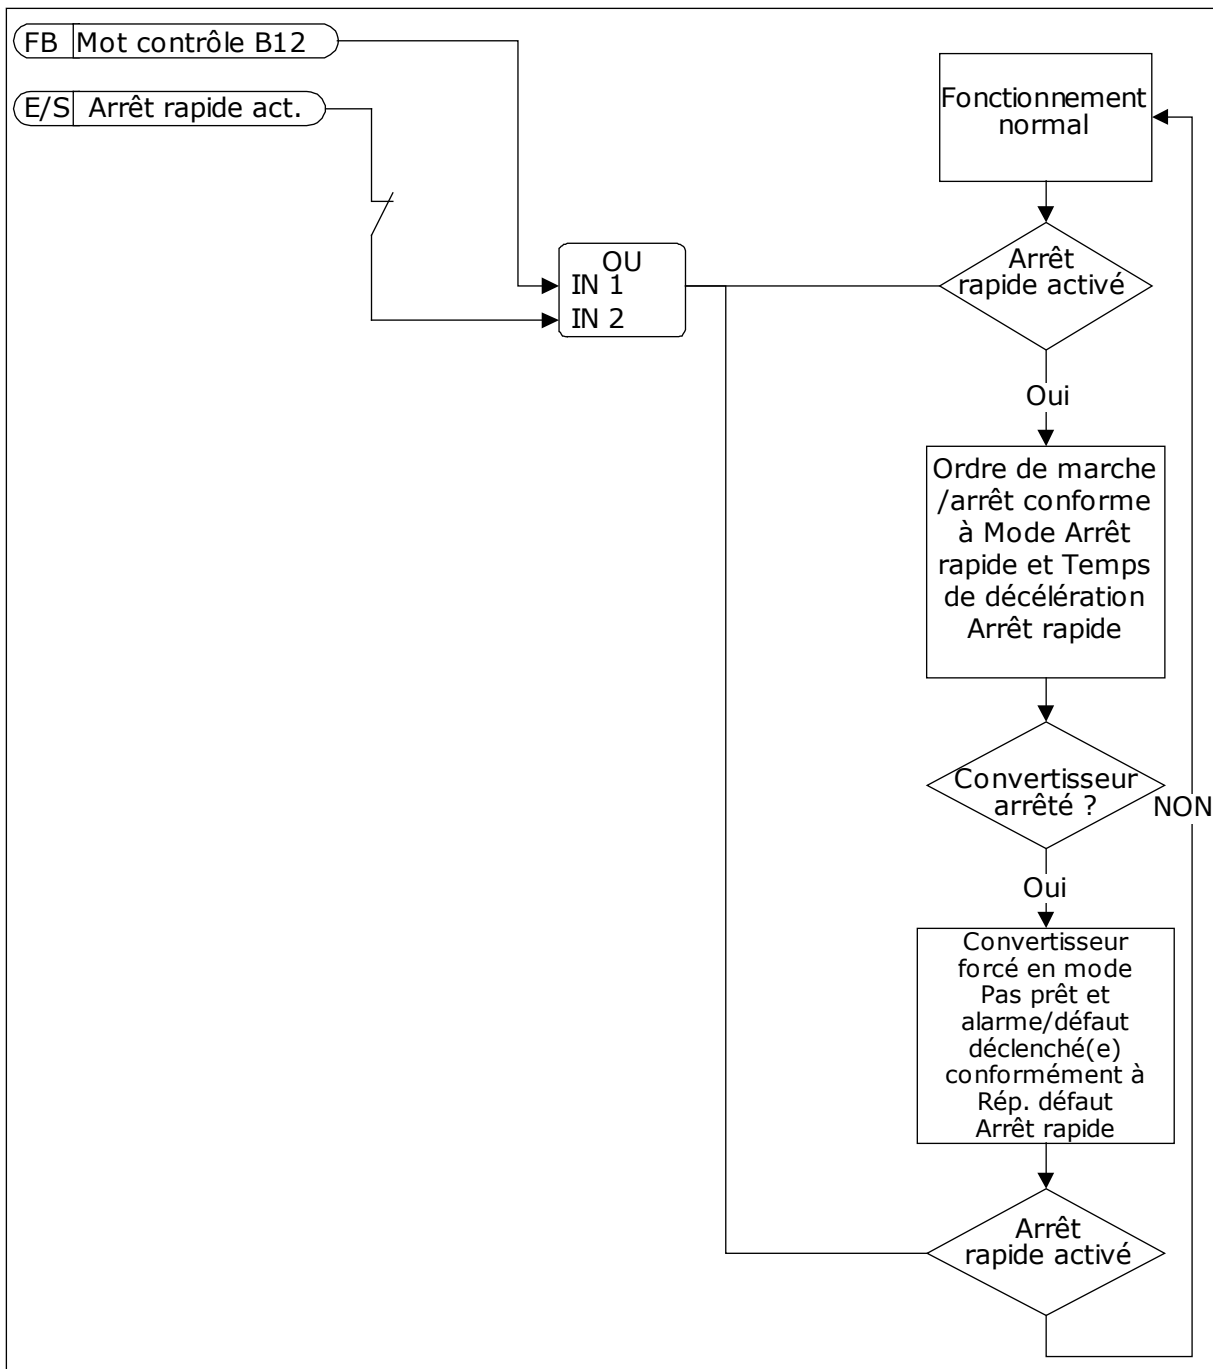 FB Mot contrôle B12
E/S Arrêt rapide act.
OU
IN 1
IN 2
Fonctionnement
normal
Arrêt
rapide activé
Oui
Ordre de marche
/arrêt conforme
à Mode Arrêt
rapide et Temps
de décélération
Arrêt rapide
Convertisseur
arrêté ?
NON
Oui
Convertisseur
forcé en mode
Pas prêt et
alarme/défaut
déclenché(e)
conformément à
Rép. défaut
Arrêt rapide
Arrêt
rapide activé